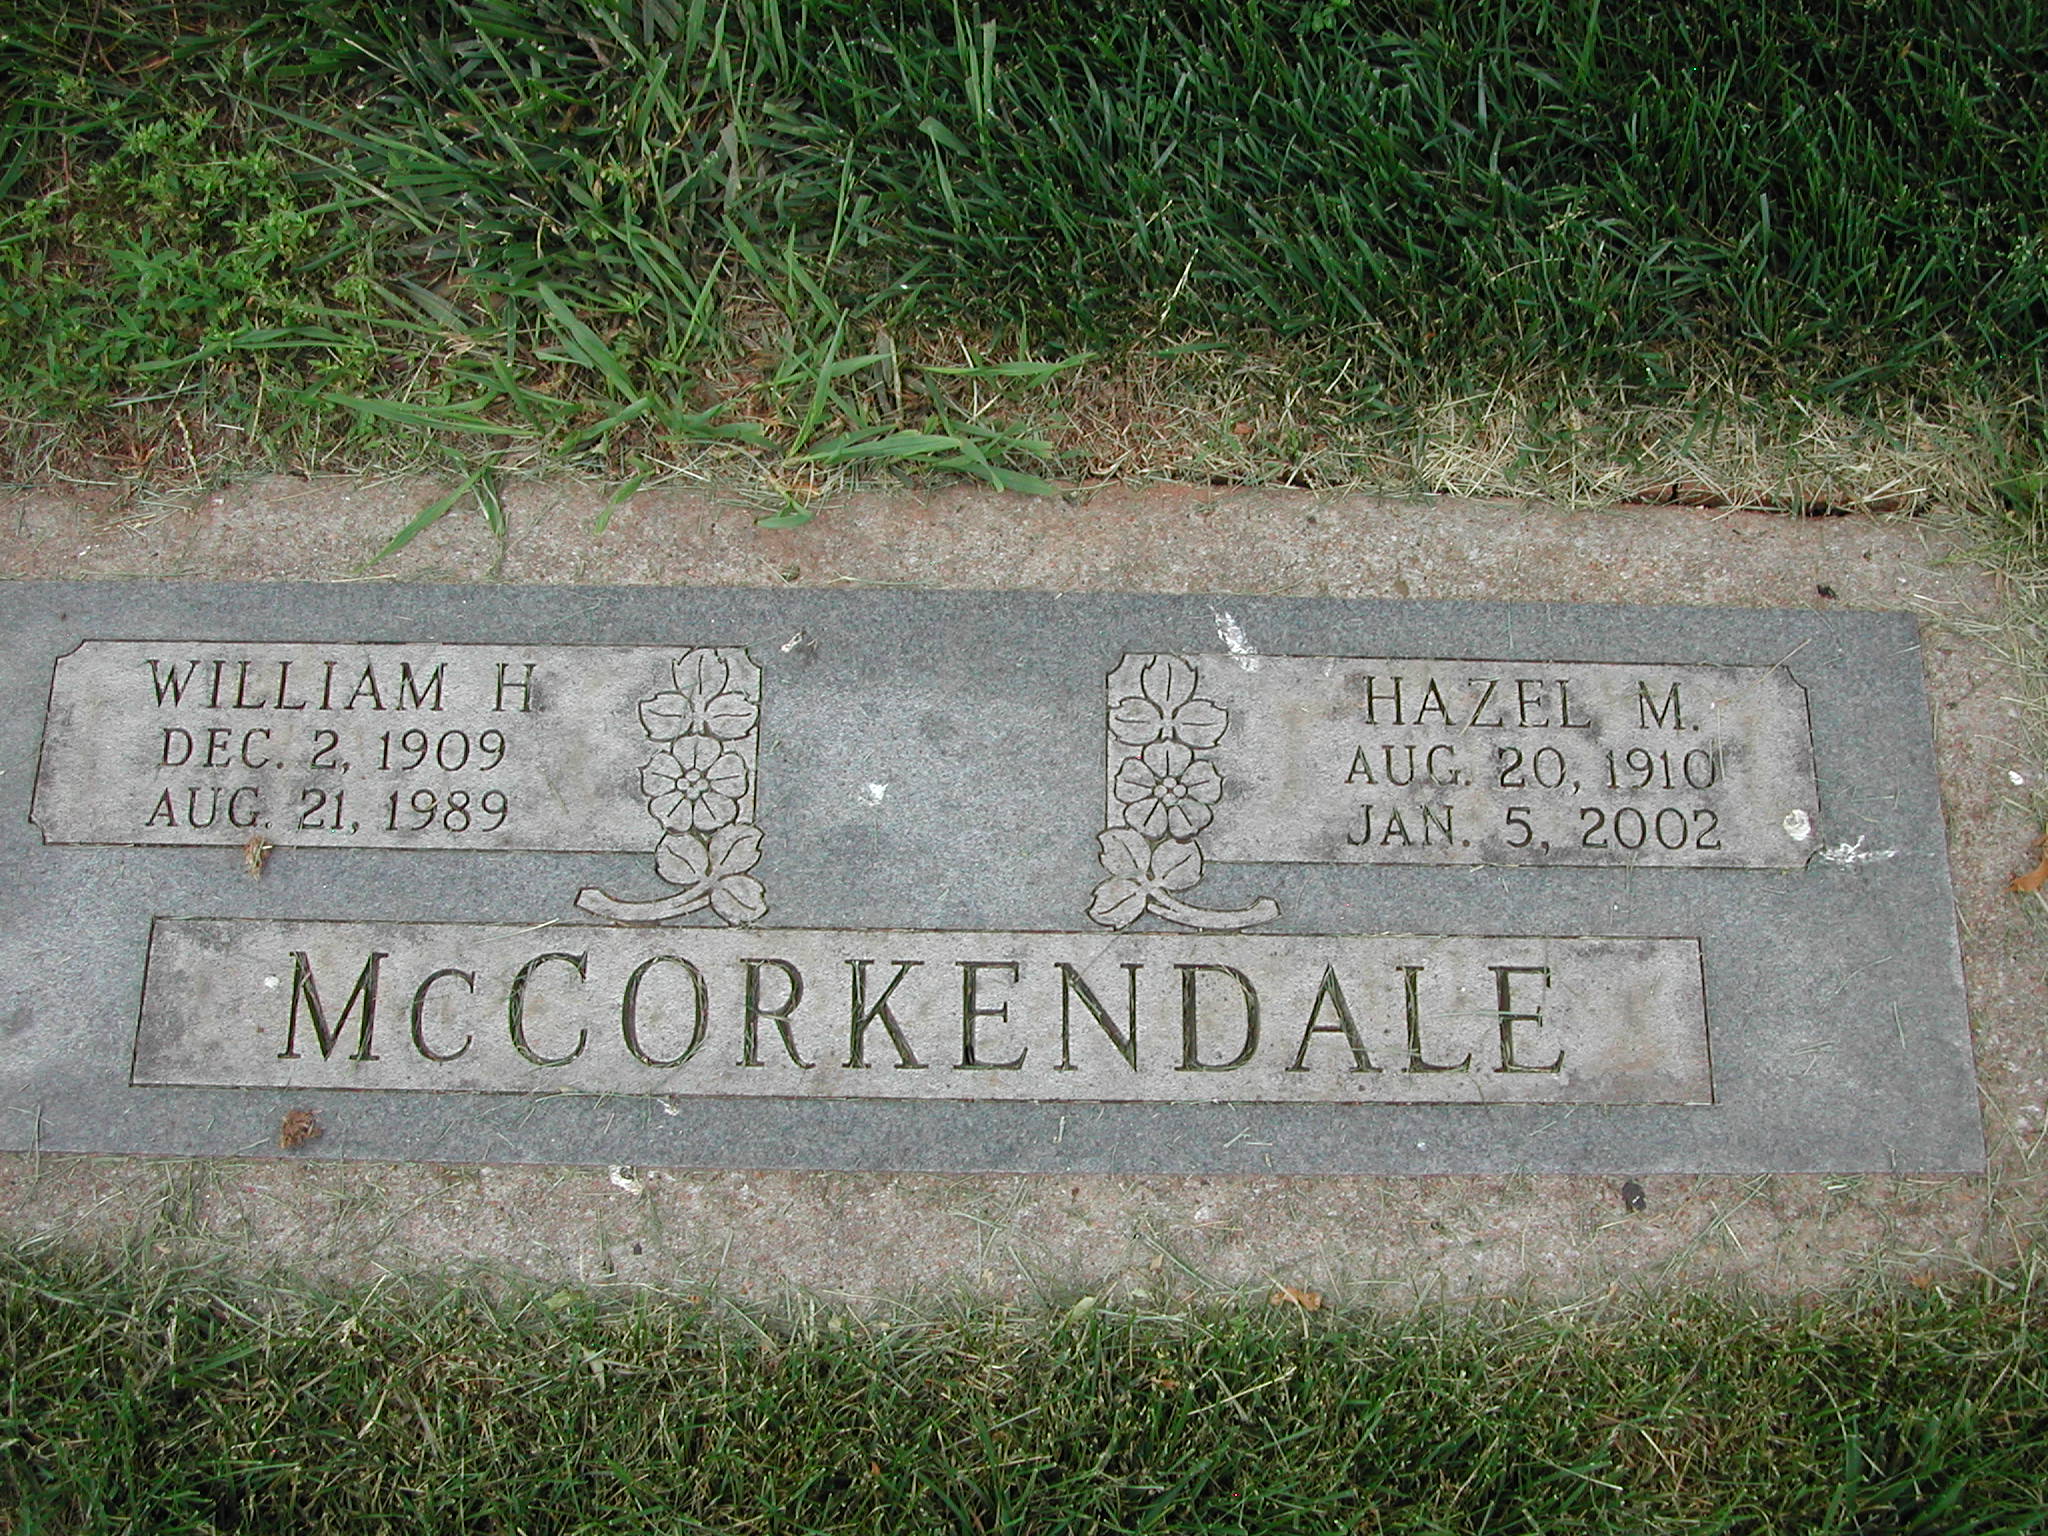 WILLIAM H
DEC. 2, 1909
AUG. 21, 1989
HAZEL M.
AUG. 20, 1910
JAN. 5, 2002
McCORKENDALE